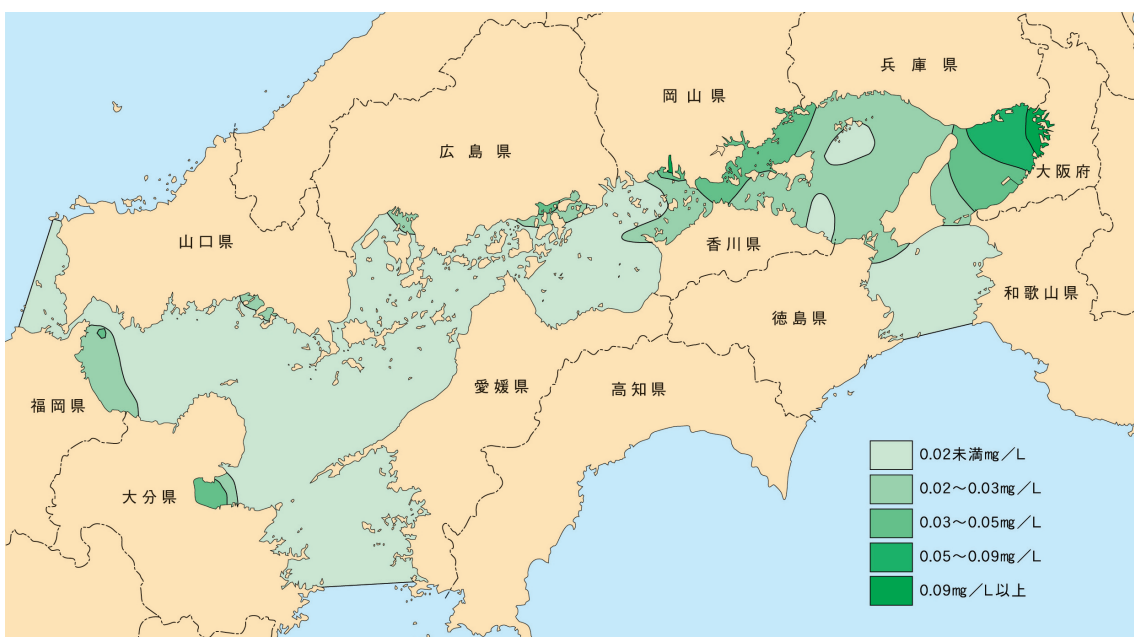 兵庫県
岡山県
広島県
大阪府
山口県
香川県
和歌山県
徳島県
愛媛県
高知県
福岡県
大分県
0.02未満㎎／L
0.02～0.03㎎／L
0.03～0.05㎎／L
0.05～0.09㎎／L
0.09㎎／L以上